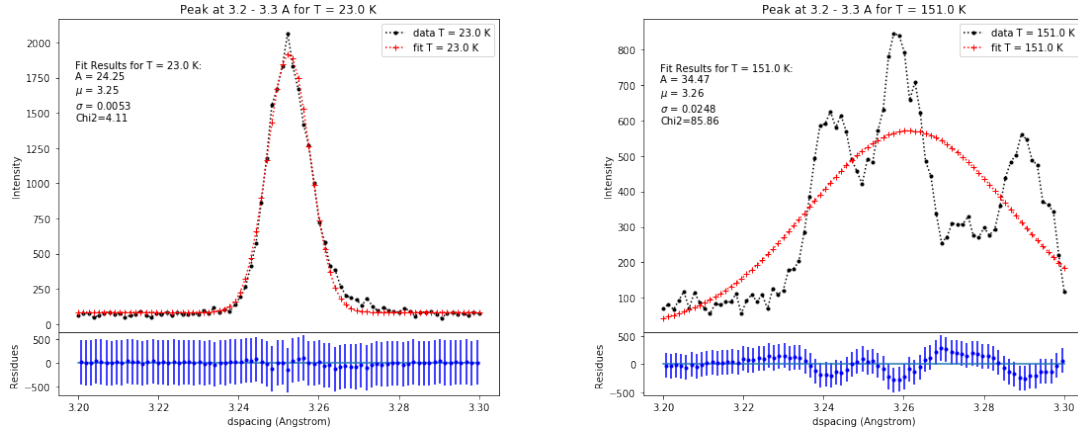 Peak at 3.2 - 3.3 A for T = 23.0 K
data T = 23.0 K
fit T = 23.0 K
Fit Results for T = 23.0 K:
A = 24.25
μ = 3.25
σ = 0.0053
Chi2=4.11
Intensity
2000
1750
1500
1250
1000
750
500
250
0
Residues
500
0
−500
3.20
3.22
3.24
3.26
3.28
3.30
dspacing (Angstrom)
Peak at 3.2 - 3.3 A for T = 151.0 K
data T = 151.0 K
fit T = 151.0 K
Fit Results for T = 151.0 K:
A = 34.47
μ = 3.26
σ = 0.0248
Chi2=85.86
Intensity
800
700
600
500
400
300
200
100
Residues
500
0
−500
3.20
3.22
3.24
3.26
3.28
3.30
dspacing (Angstrom)